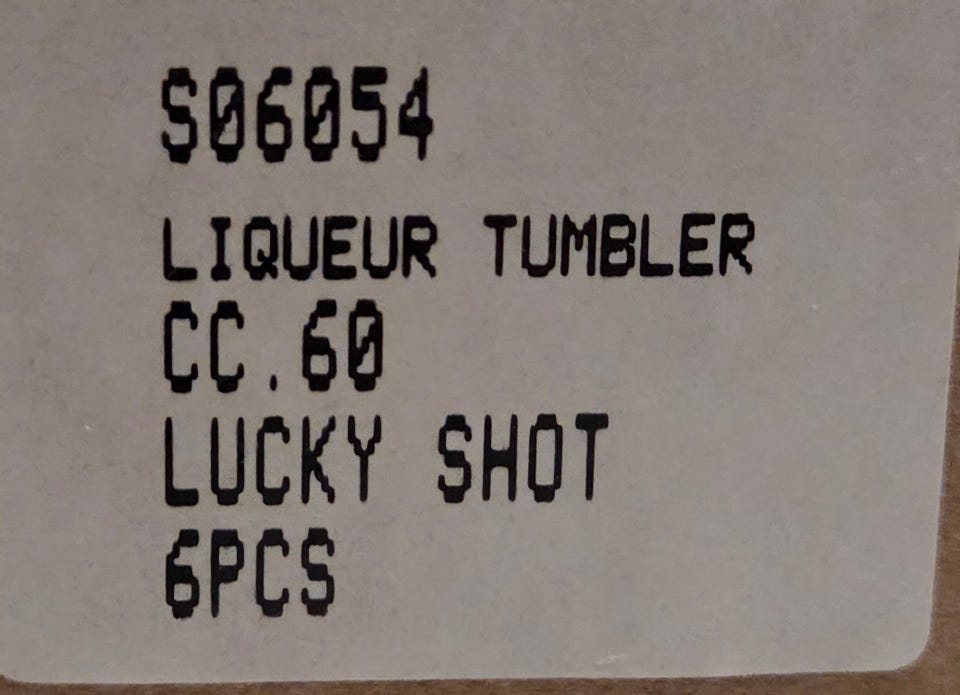 S06054
LIQUEUR TUMBLER
CC.60
LUCKY SHOT
6PCS